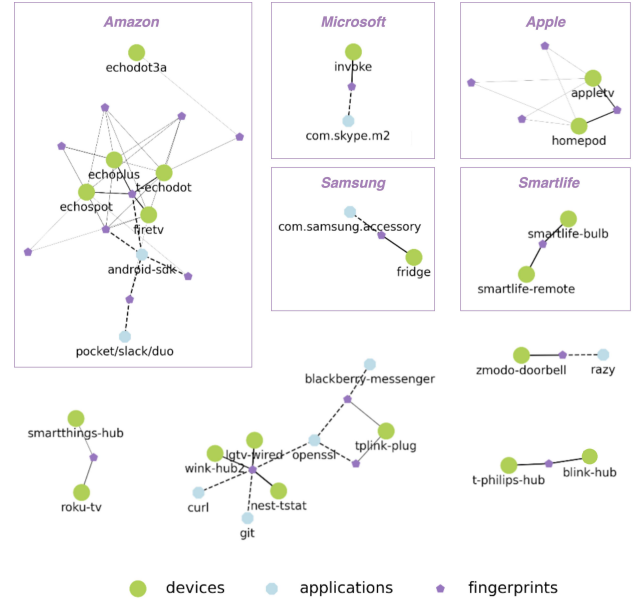 Amazon
Microsoft
Apple
echodot3a
invoke
appletv
com.skype.m2
homepod
echoplus
t-echodot
echospot
firetv
android-sdk
pocket/slack/duo
Samsung
com.samsung.accessory
fridge
Smartlife
smartlife-bulb
smartlife-remote
blackberry-messenger
zmodo-doorbell
razy
smartthings-hub
roku-tv
lgtv-wired
wink-hub2
openssl
tplink-plug
curl
nest-tstat
git
t-philips-hub
blink-hub
devices
applications
fingerprints